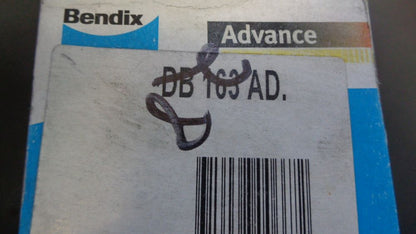 Bendix
Advance
DB 163 AD.